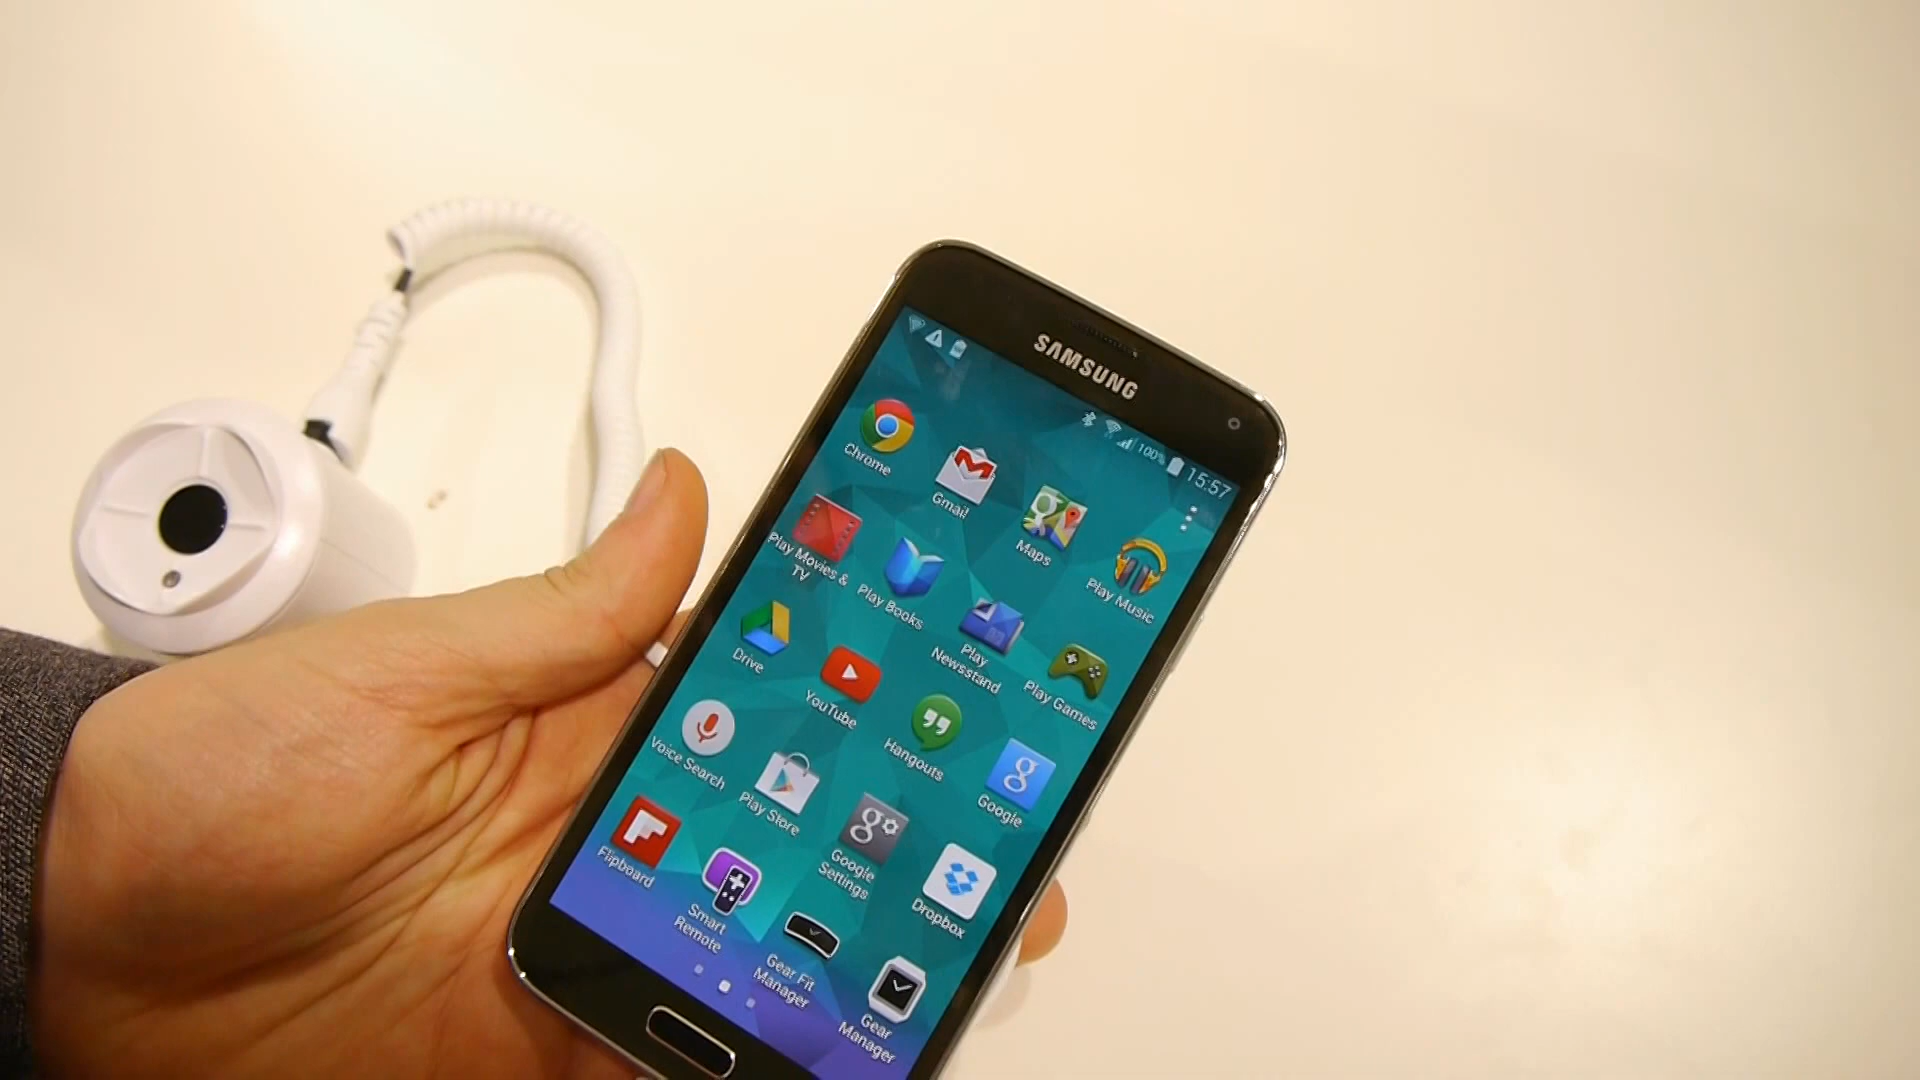 SAMSUNG
100%
15:57
Chrome
Gmail
Maps
Play Music
Play Movies &
TV
Play Books
Play
Newsstand
Play Games
Drive
YouTube
Hangouts
Google
Voice Search
Play Store
Google
Settings
Dropbox
Flipboard
Smart
Remote
Gear Fit
Manager
Gear
Manager